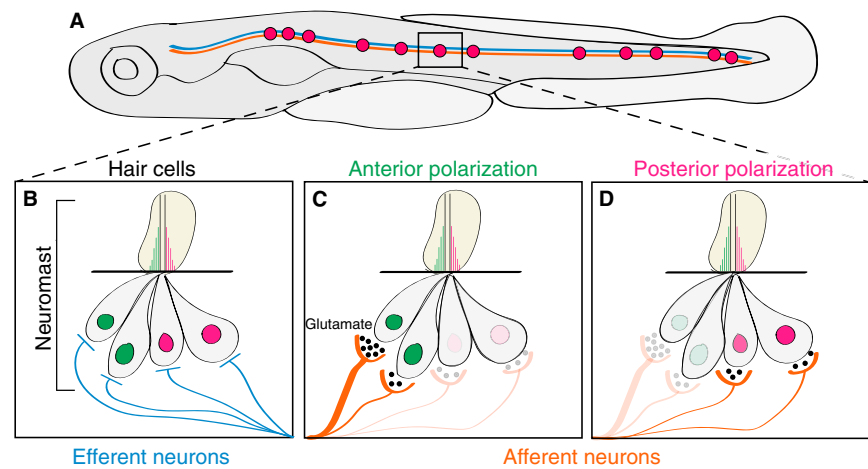 A
Hair cells
Anterior polarization
Posterior polarization
B
C
D
Neuromast
Glutamate
Efferent neurons
Afferent neurons